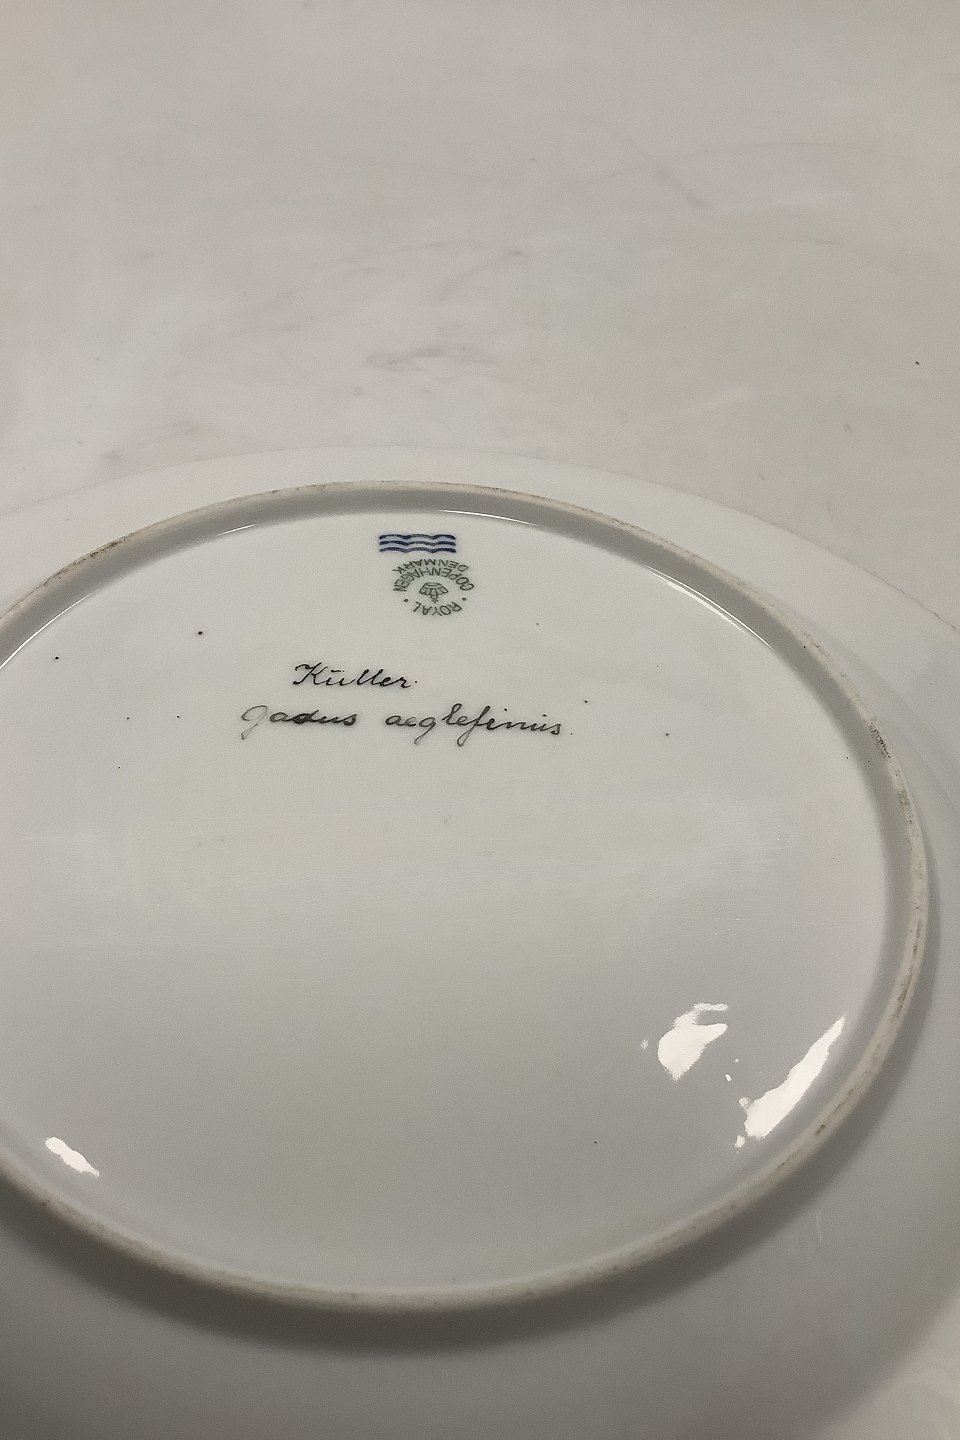 ROYAL
COPENHAGEN
DENMARK
Küller
Gadus aeglefinus